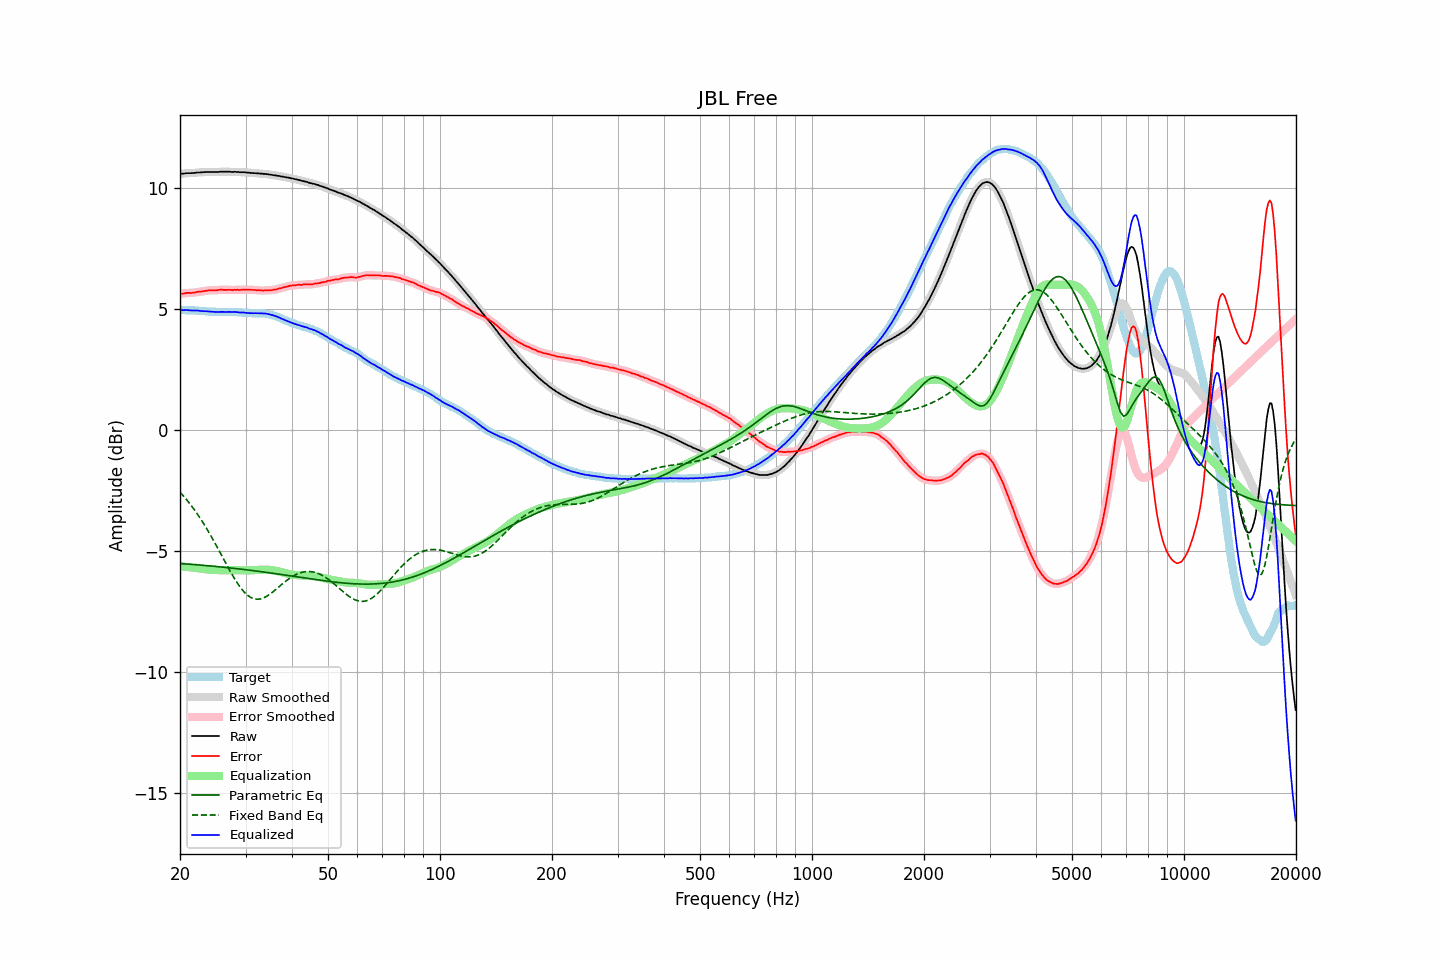 JBL Free
Amplitude (dBr)
10
5
0
−5
−10
−15
Target
Raw Smoothed
Error Smoothed
Raw
Error
Equalization
Parametric Eq
Fixed Band Eq
Equalized
20 50 100 200 500 1000 2000 5000 10000 20000
Frequency (Hz)